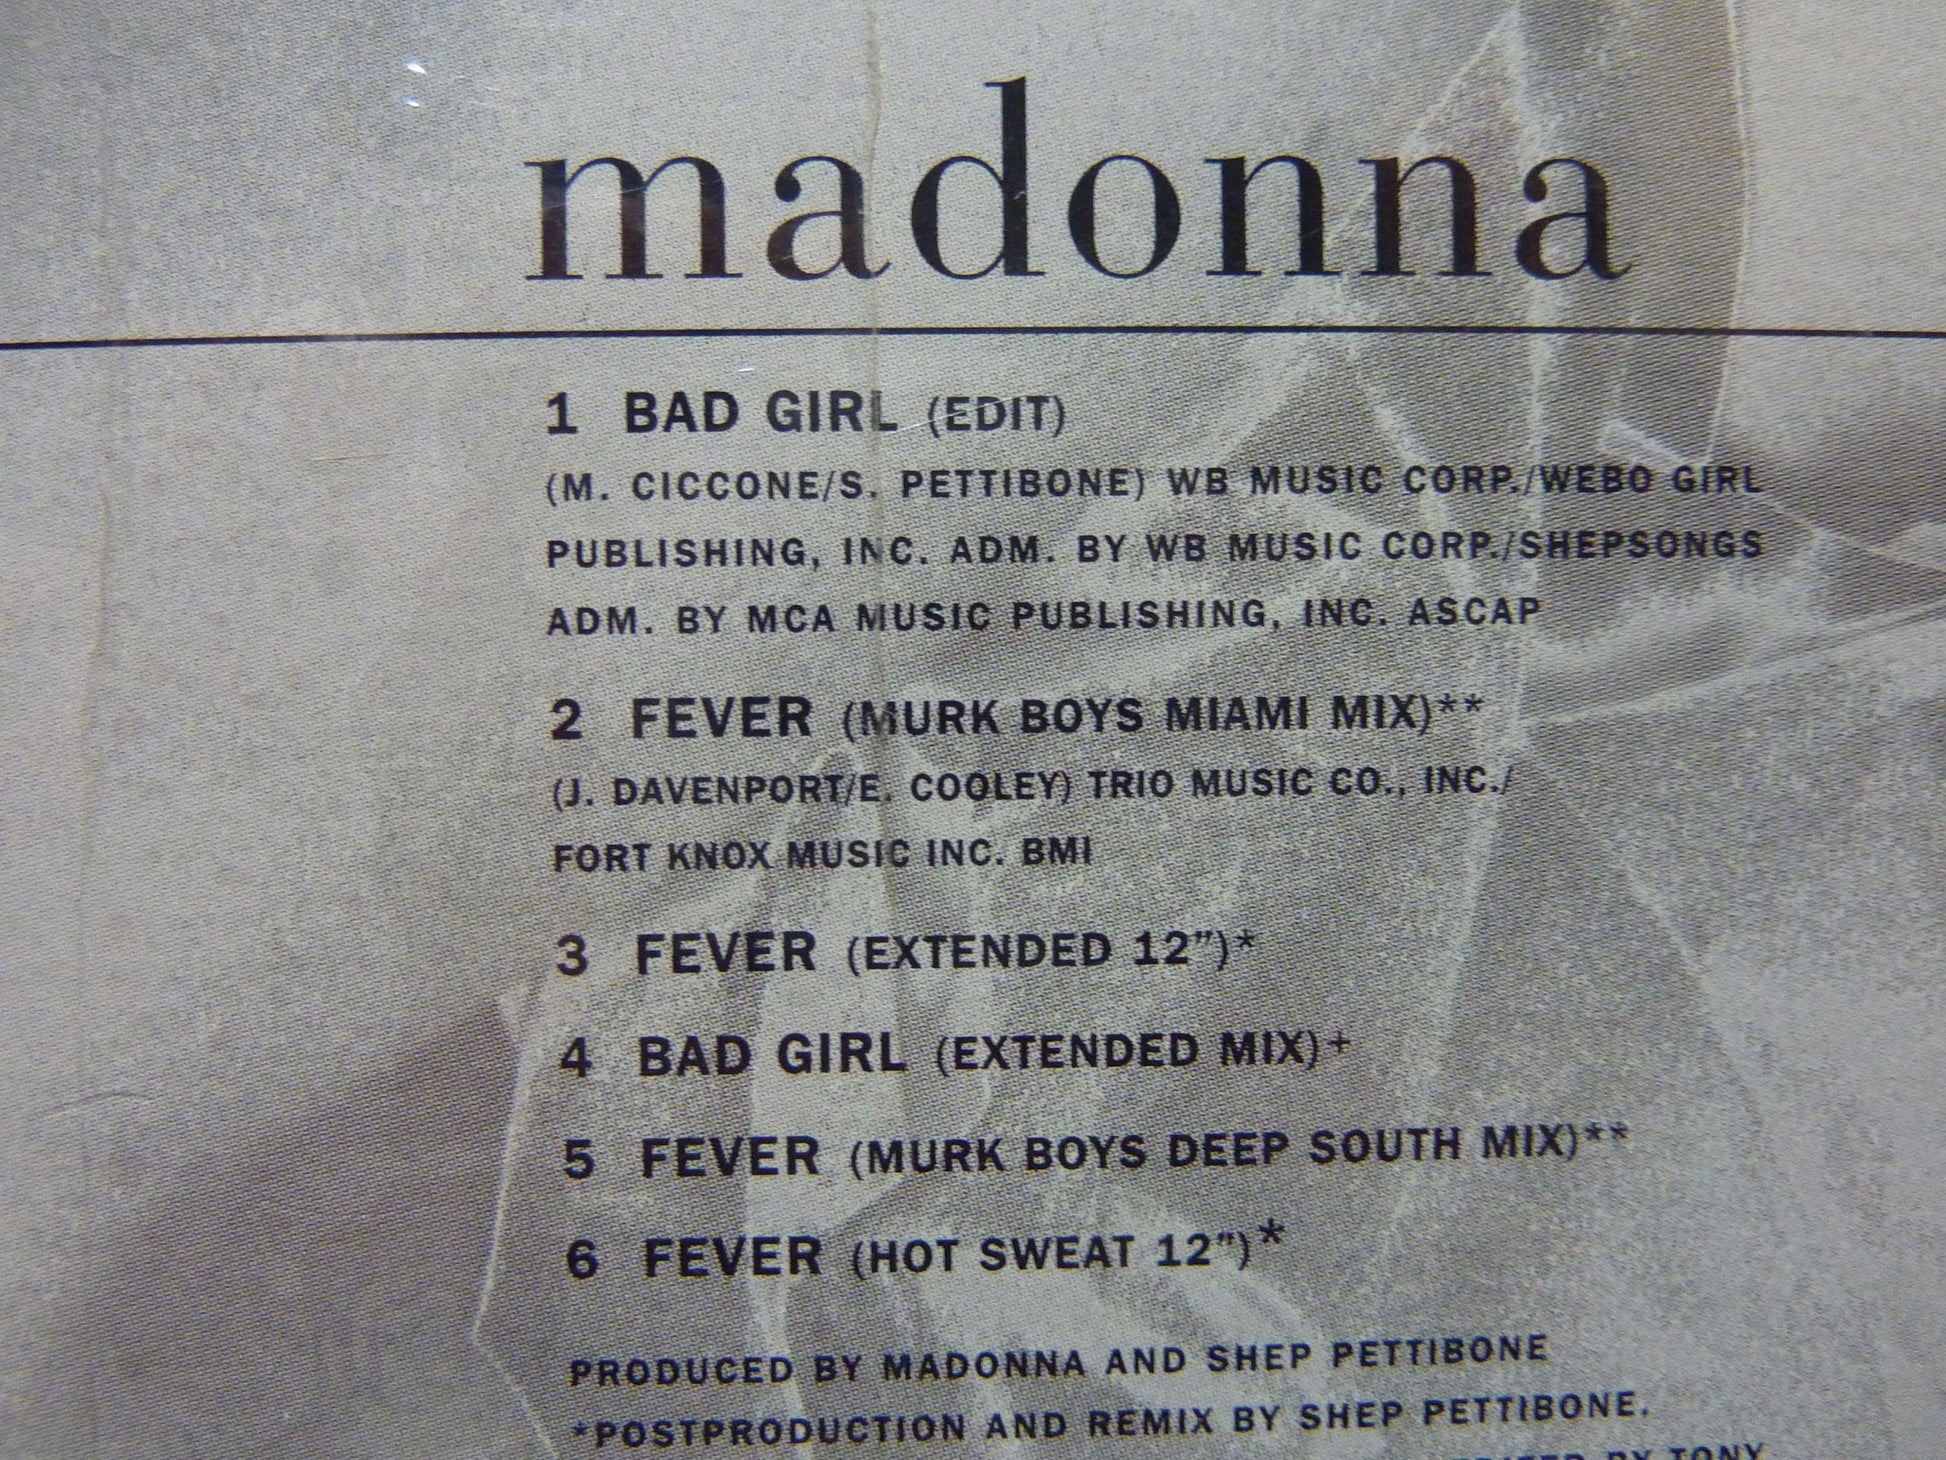 madonna
1 BAD GIRL (EDIT)
(M. CICCONE/S. PETTIBONE) WB MUSIC CORP./WEBO GIRL
PUBLISHING, INC. ADM. BY WB MUSIC CORP./SHEPSONGS
ADM. BY MCA MUSIC PUBLISHING, INC. ASCAP
2 FEVER (MURK BOYS MIAMI MIX)**
(J. DAVENPORT/E. COOLEY) TRIO MUSIC CO., INC./
FORT KNOX MUSIC INC. BMI
3 FEVER (EXTENDED 12")*
4 BAD GIRL (EXTENDED MIX)+
5 FEVER (MURK BOYS DEEP SOUTH MIX)**
6 FEVER (HOT SWEAT 12")*
PRODUCED BY MADONNA AND SHEP PETTIBONE
*POSTPRODUCTION AND REMIX BY SHEP PETTIBONE.
BY TONY